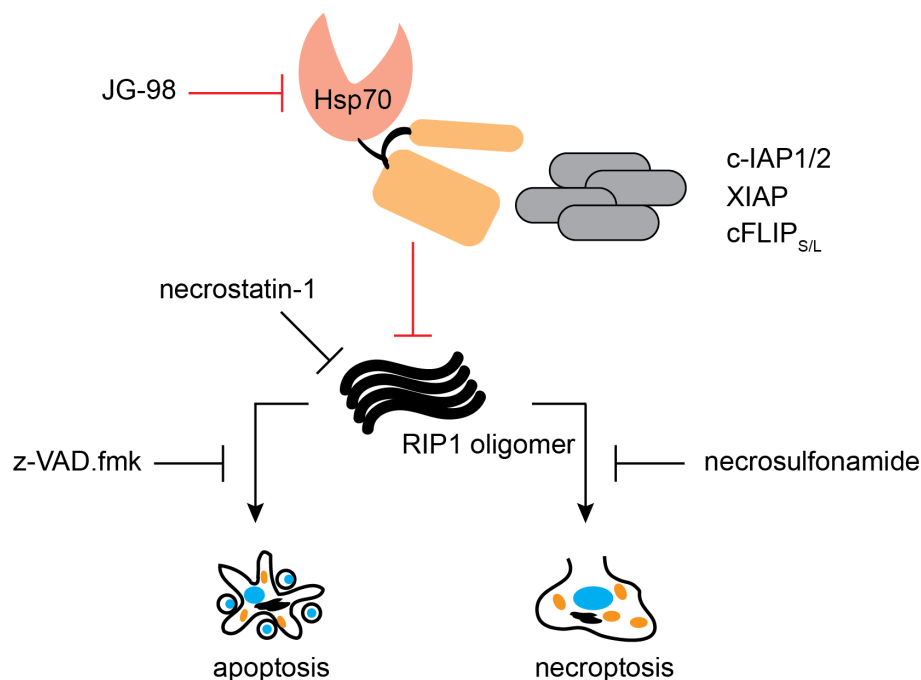 JG-98
Hsp70
c-IAP1/2
XIAP
cFLIPS/L
necrostatin-1
RIP1 oligomer
z-VAD.fmk
necrosulfonamide
apoptosis
necroptosis